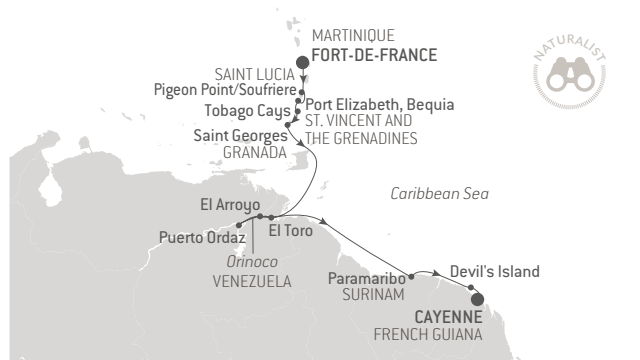 NATURALIST
MARTINIQUE
FORT-DE-FRANCE
SAINT LUCIA
Pigeon Point/Soufriere
Tobago Cays
Port Elizabeth, Bequia
ST. VINCENT AND
THE GRENADINES
Saint Georges
GRANADA
Caribbean Sea
El Arroyo
El Toro
Puerto Ordaz
Orinoco
VENEZUELA
Devil's Island
Paramaribo
SURINAM
CAYENNE
FRENCH GUIANA